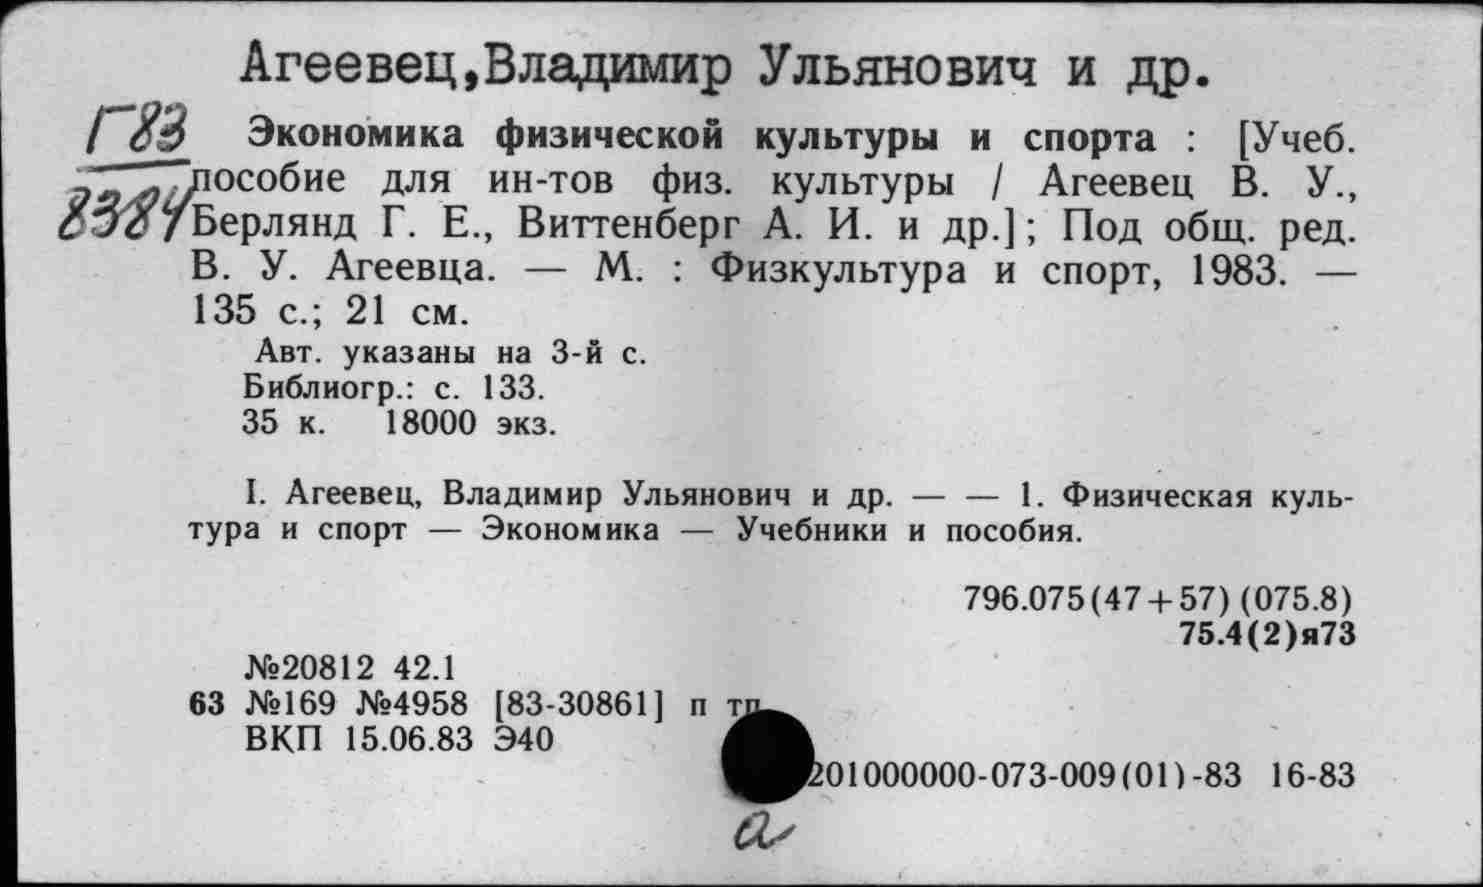 Агеевец,Владимир Ульянович и др.
Г83
8384
Экономика физической культуры и спорта : [Учеб.
пособие для ин-тов физ. культуры / Агеевец В. У.,
Берлянд Г. Е., Виттенберг А. И. и др.] ; Под общ. ред.
В. У. Агеевца. — М. : Физкультура и спорт, 1983. —
135 с.; 21 см.
Авт. указаны на 3-й с.
Библиогр.: с. 133.
35 к. 18000 экз.
I. Агеевец, Владимир Ульянович и др. — — 1. Физическая куль-
тура и спорт — Экономика — Учебники и пособия.
796.075(47+57)(075.8)
75.4(2)я73
№20812 42.1
63 №169 №4958 [83-30861] п тп
ВКП 15.06.83 Э40
201000000-073-009(01)-83 16-83
а